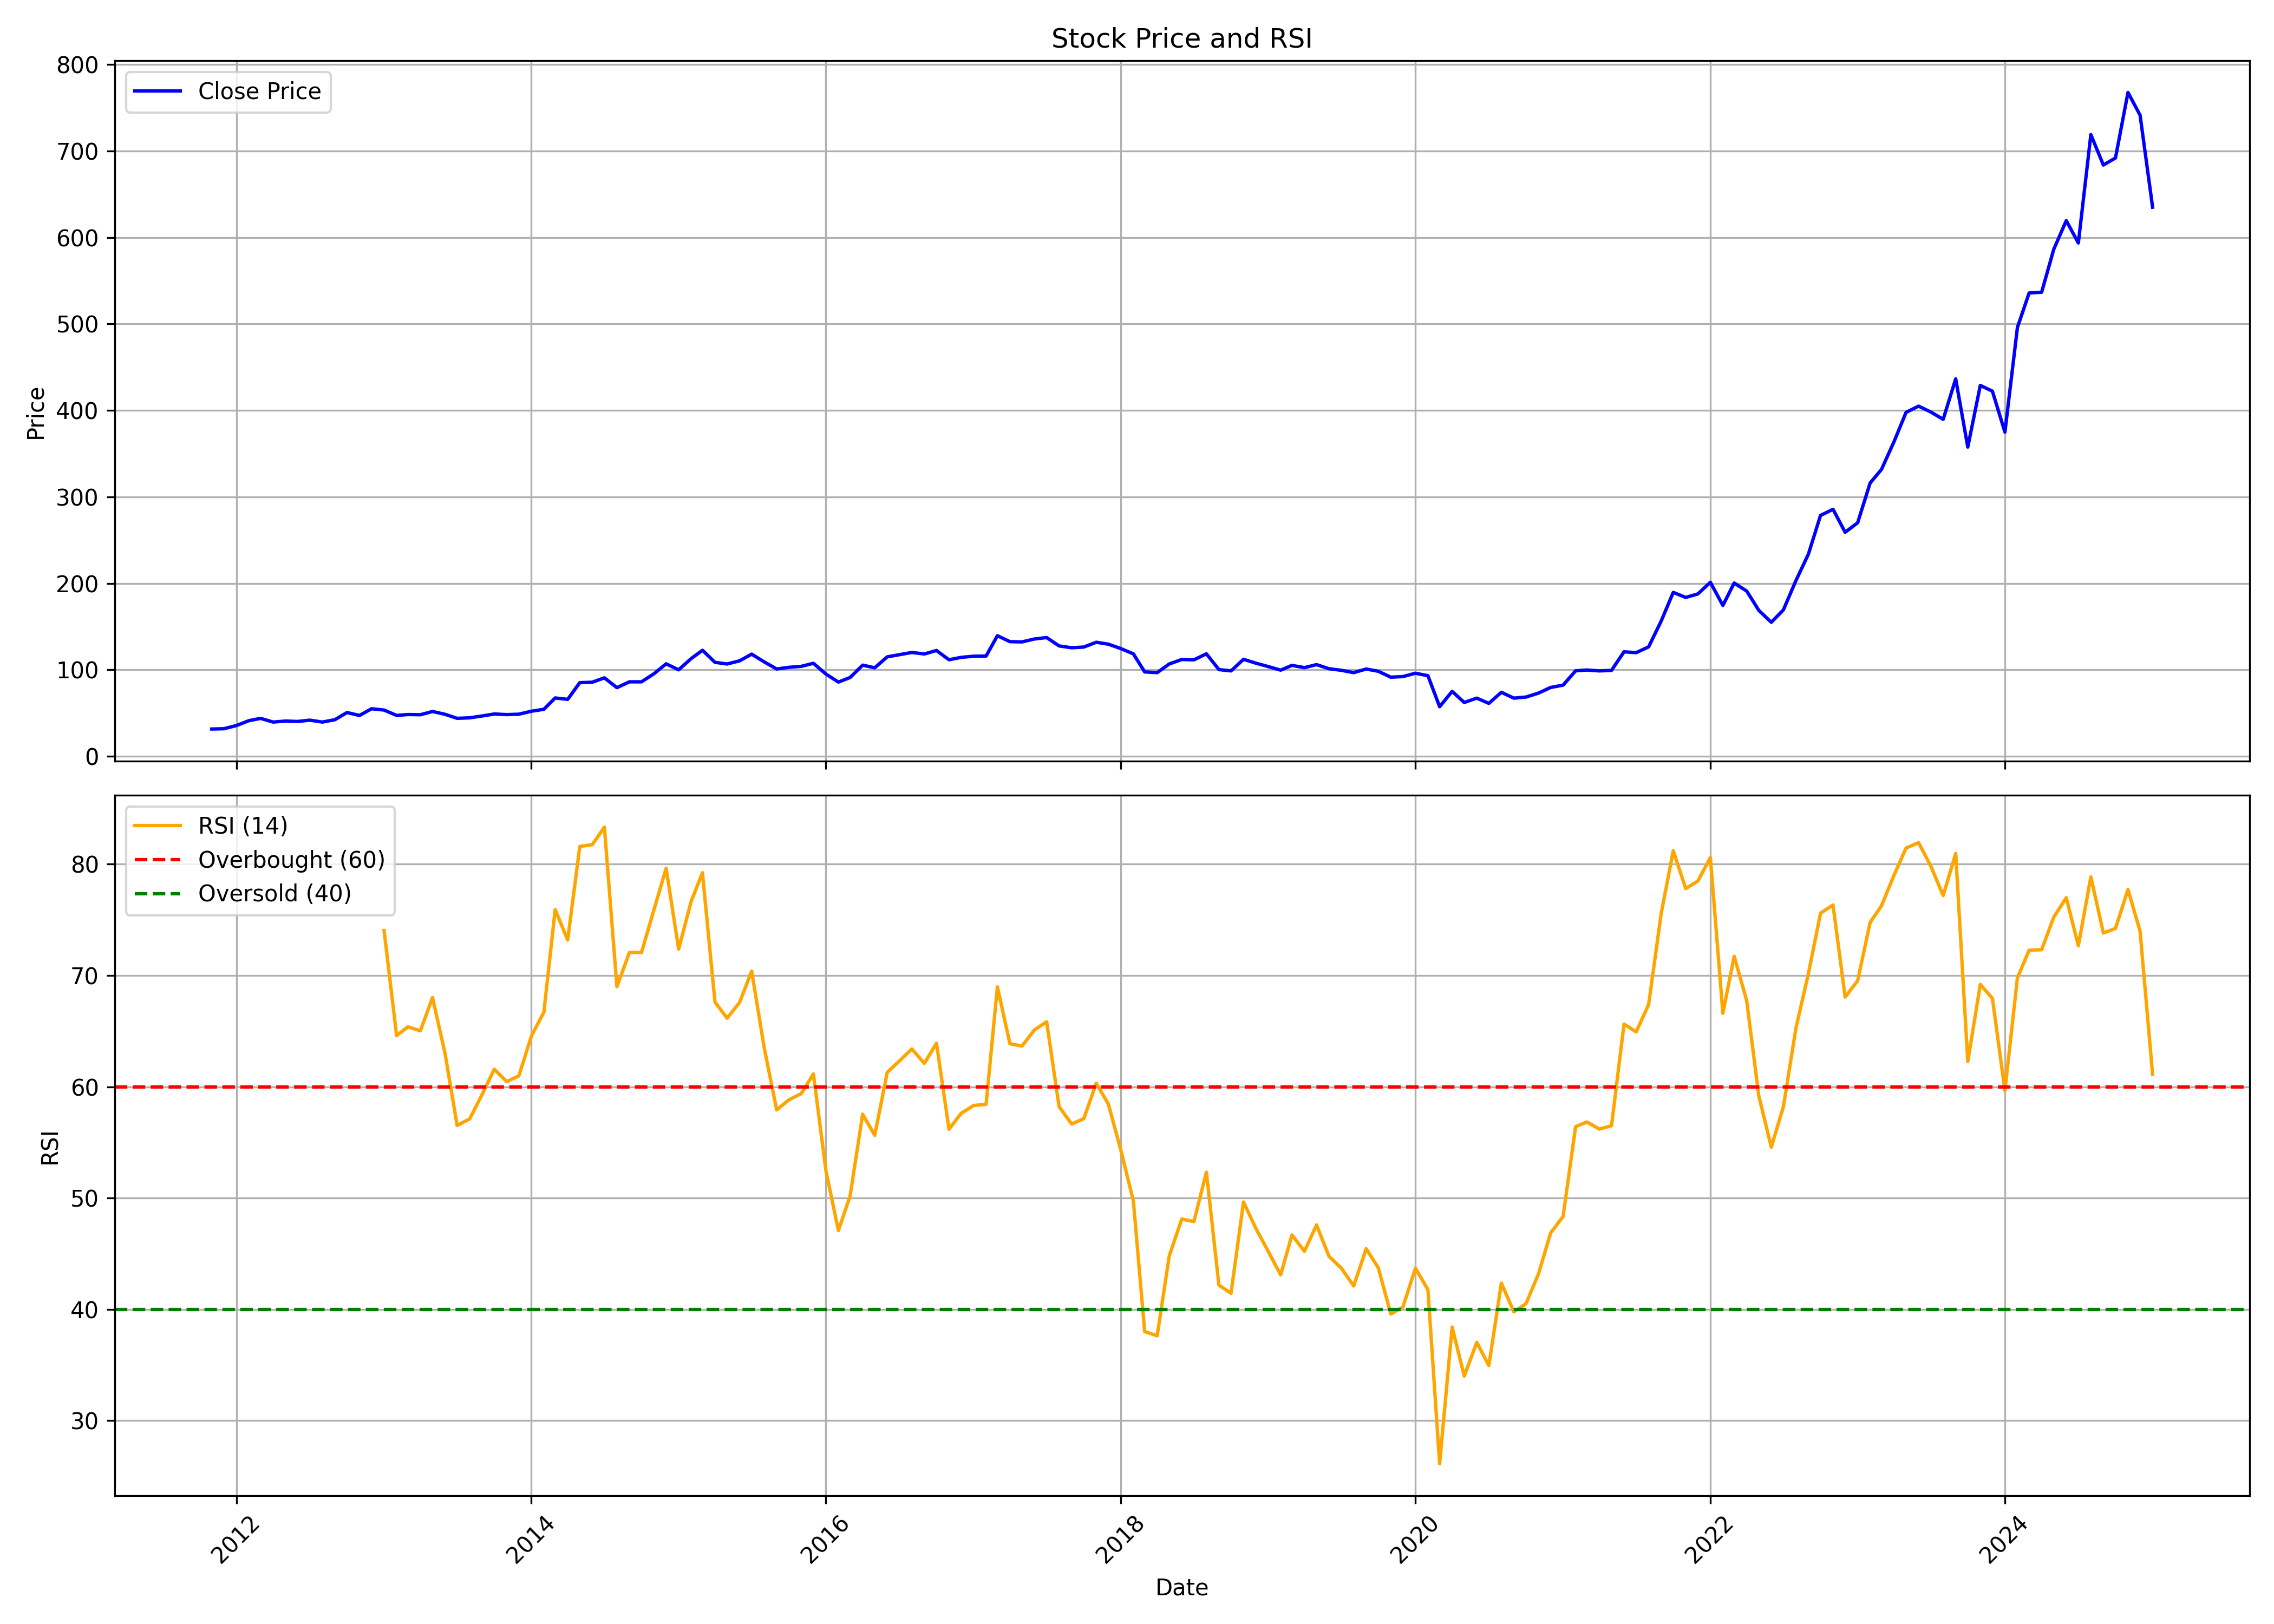 Stock Price and RSI
800
700
600
500
400
300
200
100
0
Price
Close Price
80
70
60
50
40
30
RSI
RSI (14)
Overbought (60)
Oversold (40)
2012
2014
2016
2018
2020
2022
2024
Date